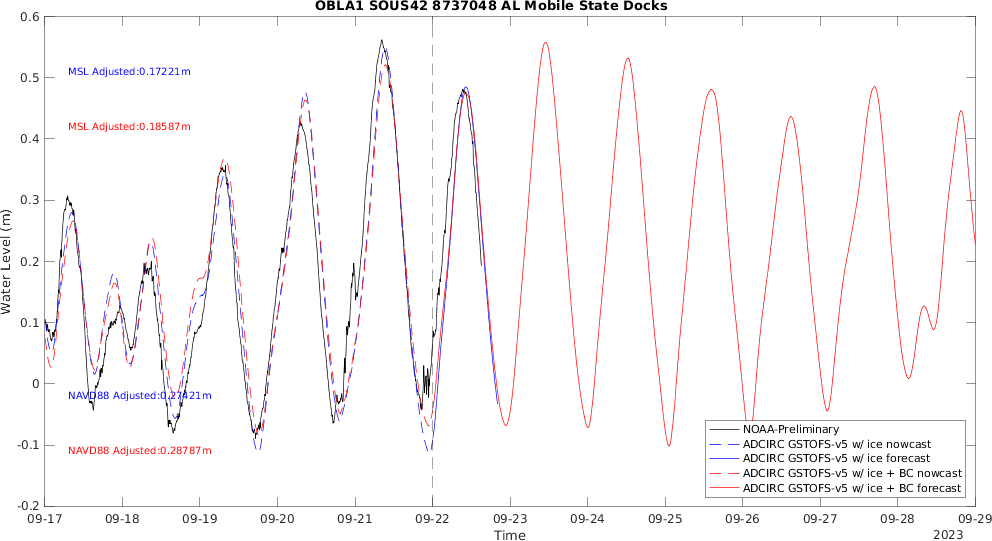 OBLA1 SOUS42 8737048 AL Mobile State Docks
0.6
0.5
0.4
0.3
0.2
0.1
0
-0.1
-0.2
Water Level (m)
MSL Adjusted:0.17221m
MSL Adjusted:0.18587m
NAVD88 Adjusted:0.27421m
NAVD88 Adjusted:0.28787m
NOAA-Preliminary
ADCIRC GSTOFS-v5 w/ ice nowcast
ADCIRC GSTOFS-v5 w/ ice forecast
ADCIRC GSTOFS-v5 w/ ice + BC nowcast
ADCIRC GSTOFS-v5 w/ ice + BC forecast
09-17 09-18 09-19 09-20 09-21 09-22 09-23 09-24 09-25 09-26 09-27 09-28 09-29
Time
2023